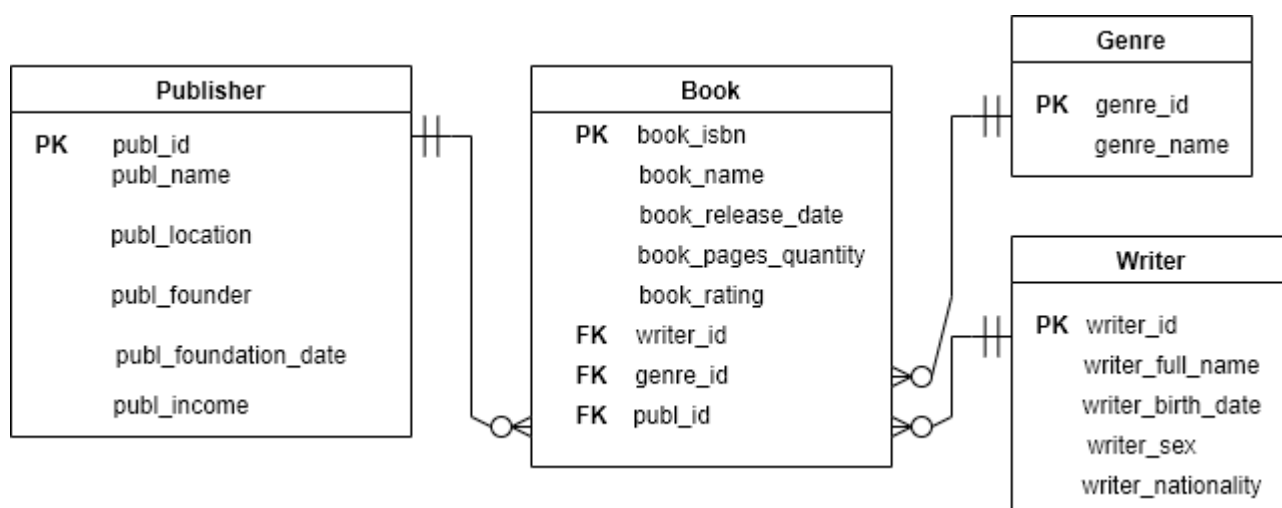 Publisher
PK publ_id
publ_name
publ_location
publ_founder
publ_foundation_date
publ_income
Book
PK book_isbn
book_name
book_release_date
book_pages_quantity
book_rating
FK writer_id
FK genre_id
FK publ_id
Genre
PK genre_id
genre_name
Writer
PK writer_id
writer_full_name
writer_birth_date
writer_sex
writer_nationality